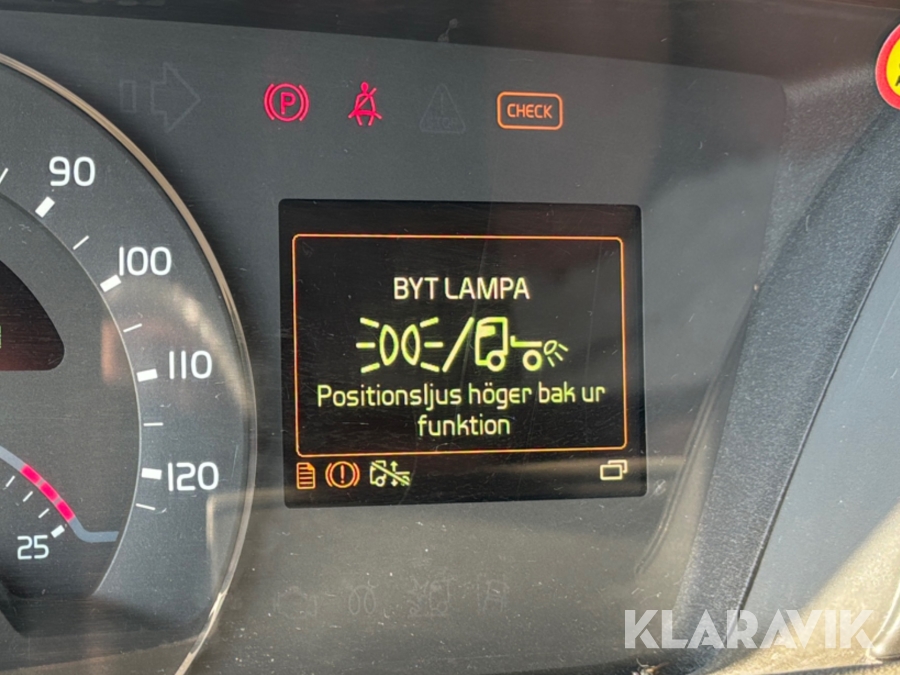 P
CHECK
90
100
110
120
25
BYT LAMPA
Positionsljus höger bak ur
funktion
KLARAVIK